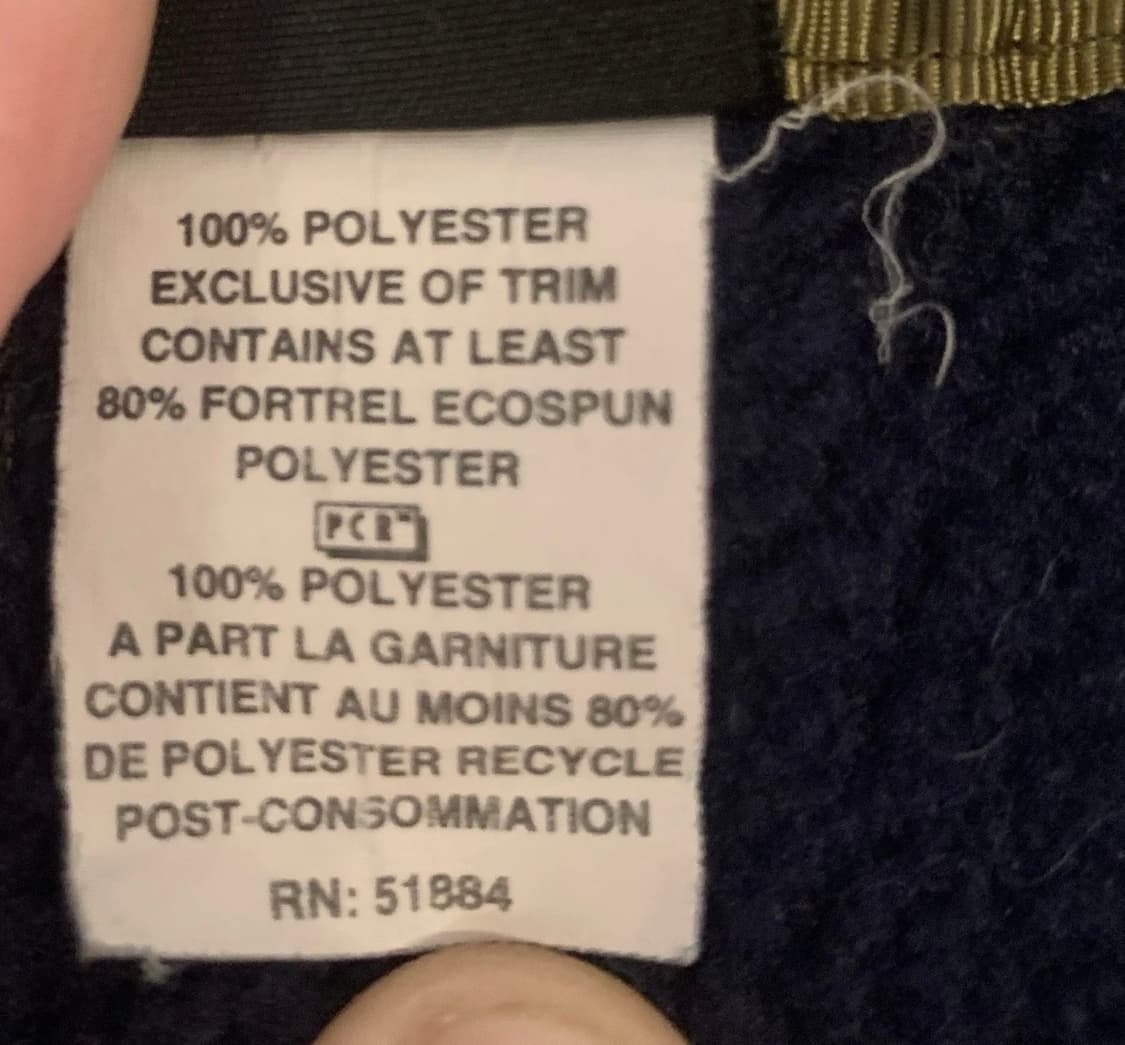 100% POLYESTER
EXCLUSIVE OF TRIM
CONTAINS AT LEAST
80% FORTREL ECOSPUN
POLYESTER
PCR™
100% POLYESTER
A PART LA GARNITURE
CONTIENT AU MOINS 80%
DE POLYESTER RECYCLE
POST-CONSOMMATION
RN: 51884